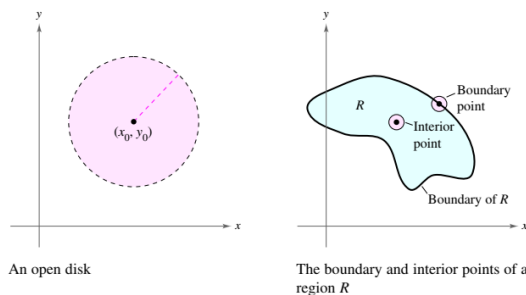 y
x
(x₀, y₀)
An open disk
y
x
R
Boundary
point
Interior
point
Boundary of R
The boundary and interior points of a
region R